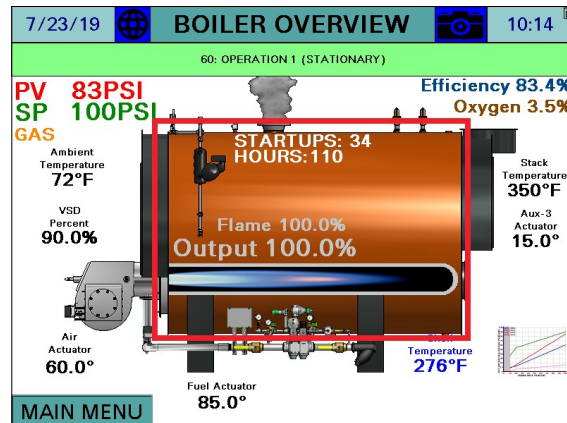 7/23/19
BOILER OVERVIEW
10:14
60: OPERATION 1 (STATIONARY)
PV 83PSI
SP 100PSI
GAS
Efficiency 83.4%
Oxygen 3.5%
STARTUPS: 34
HOURS:110
Ambient
Temperature
72°F
Stack
Temperature
350°F
VSD
Percent
90.0%
Aux-3
Actuator
15.0°
Flame 100.0%
Output 100.0%
Air
Actuator
60.0°
Temperature
276°F
Fuel Actuator
85.0°
MAIN MENU